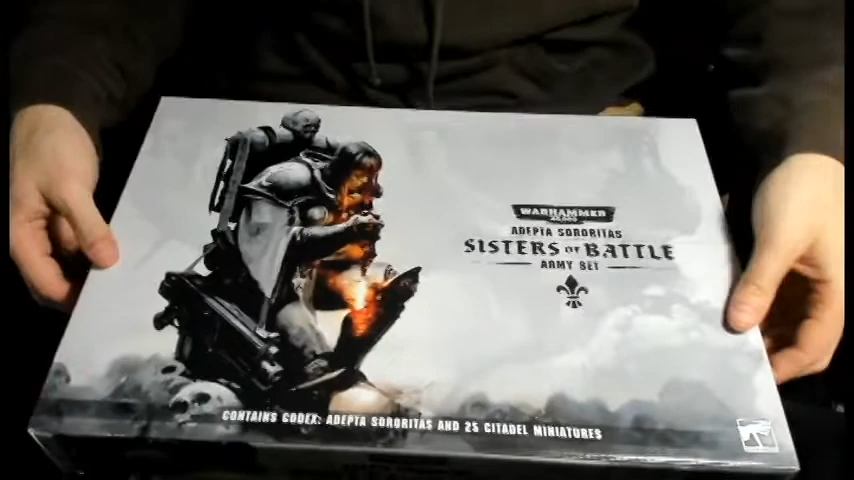 WARHAMMER
40,000
ADEPTA SORORITAS
SISTERS OF BATTLE
ARMY SET
CONTAINS CODEX: ADEPTA SORORITAS AND 25 CITADEL MINIATURES